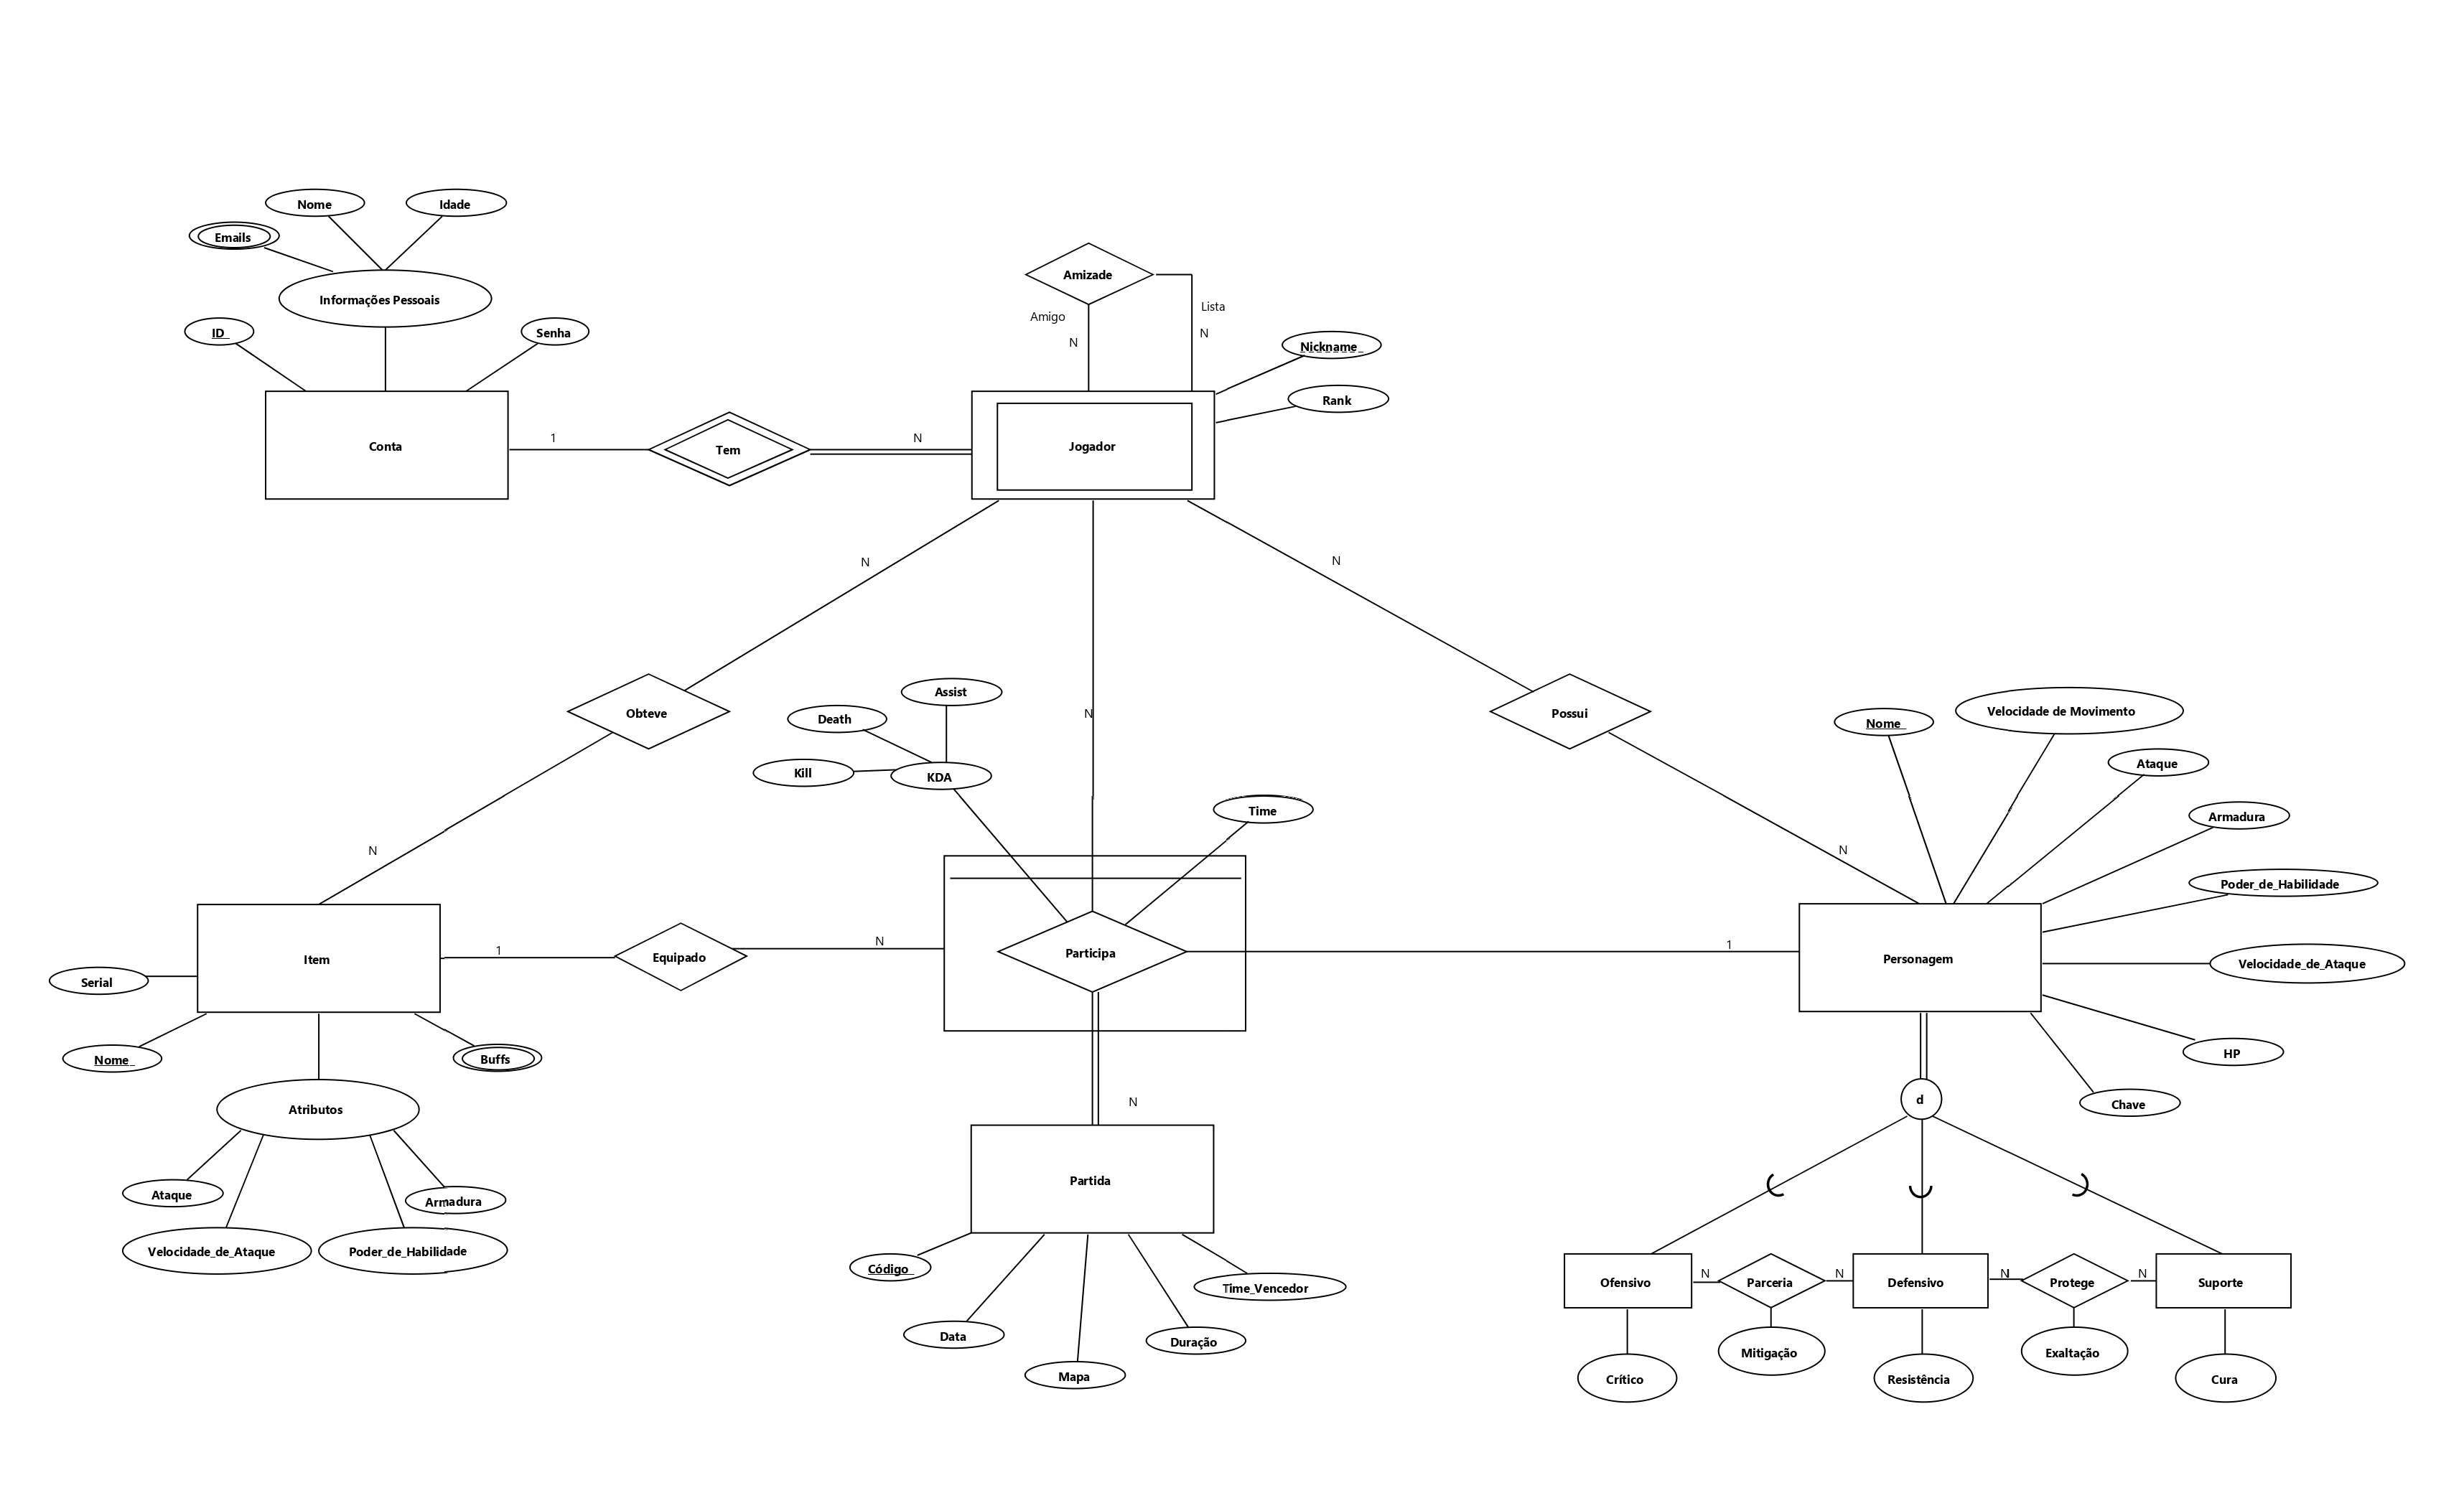 Nome
Idade
Emails
Informações Pessoais
ID
Senha
Conta
1
Tem
N
Jogador
Amizade
Amigo
N
Lista
N
Nickname
Rank
N
N
N
Obteve
Possui
N
N
Assist
Death
Kill
KDA
Time
Nome
Velocidade de Movimento
Ataque
Armadura
Poder_de_Habilidade
Velocidade_de_Ataque
HP
Chave
Item
1
Equipado
N
Participa
1
Personagem
Serial
Nome
Buffs
Atributos
Ataque
Armadura
Velocidade_de_Ataque
Poder_de_Habilidade
N
Partida
Código
Data
Mapa
Duração
Time_Vencedor
d
Ofensivo
N
Parceria
N
Defensivo
N
Protege
N
Suporte
Crítico
Mitigação
Resistência
Exaltação
Cura